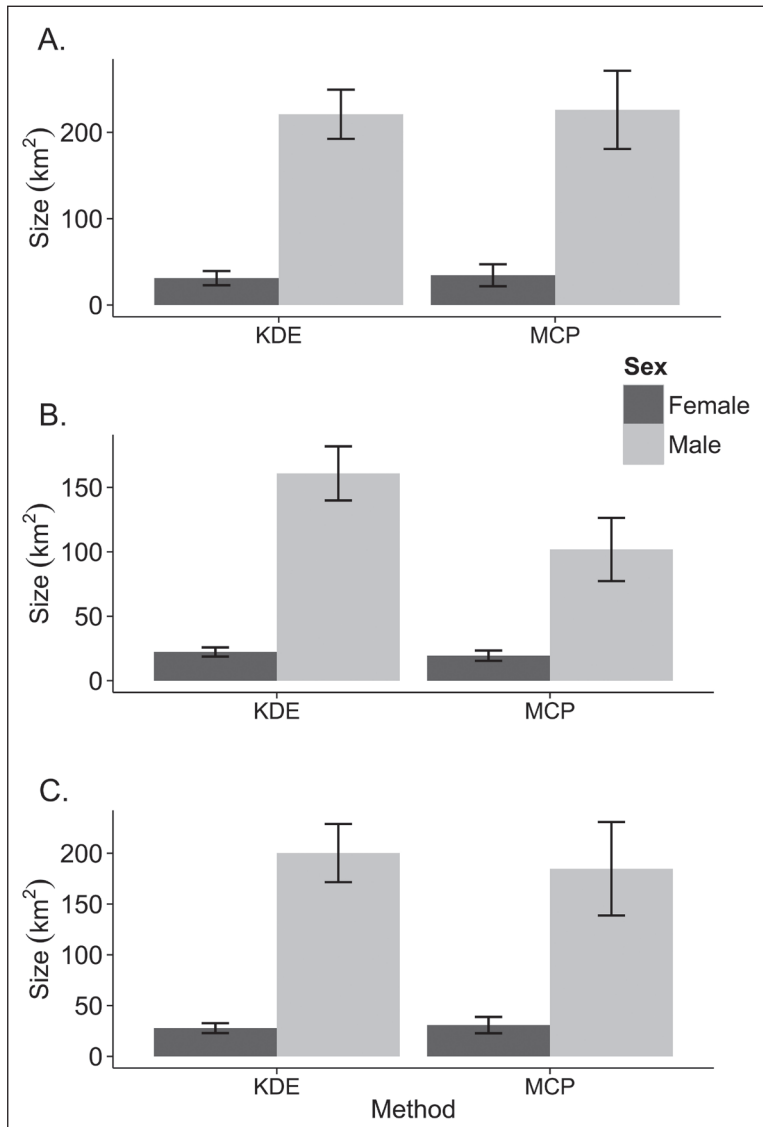 A.
Size (km²)
200
100
0
KDE MCP
Sex
Female
Male
B.
Size (km²)
150
100
50
0
KDE MCP
C.
Size (km²)
200
150
100
50
0
KDE MCP
Method